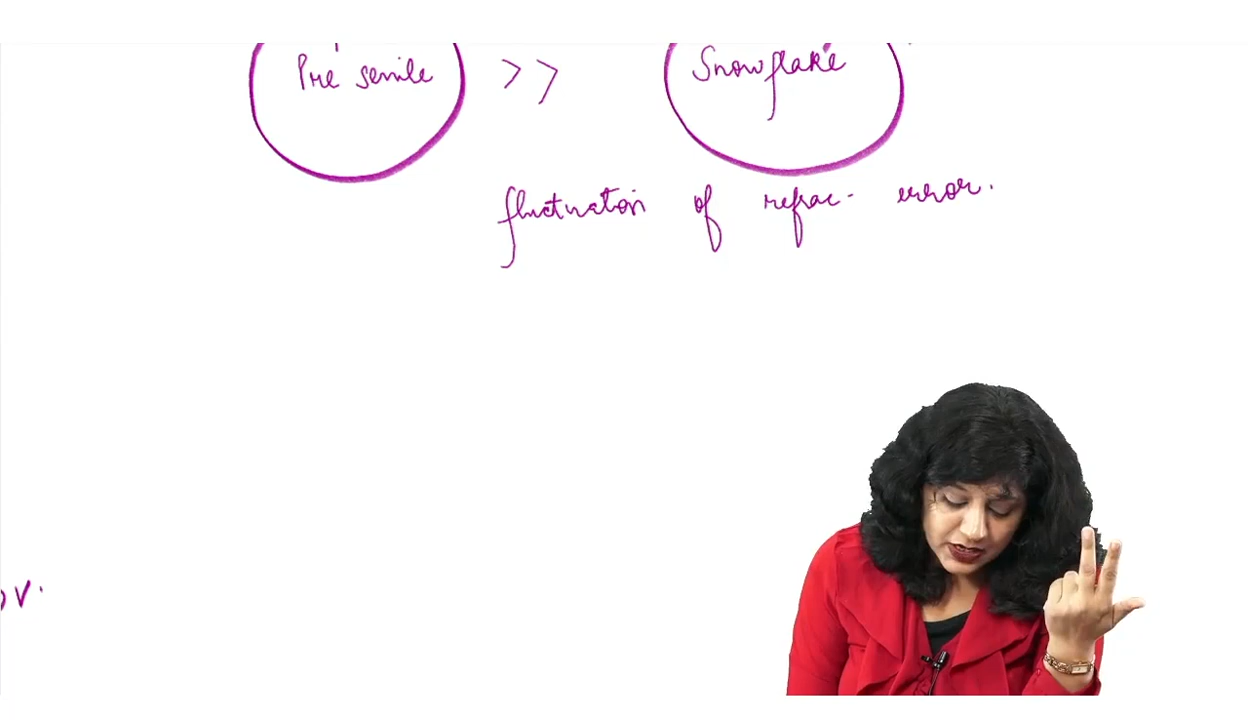 Pre senile >> Snowflake
fluctuation of refrac- error.